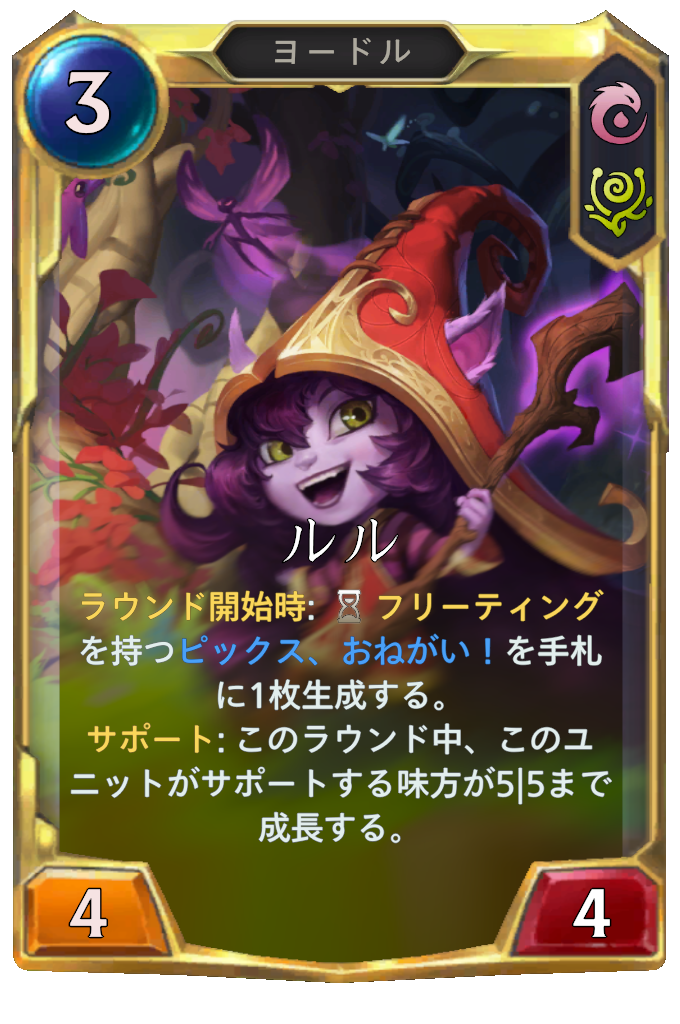 ヨードル
3
ルル
ラウンド開始時: フリーティング
を持つピックス、おねがい！を手札
に1枚生成する。
サポート: このラウンド中、このユ
ニットがサポートする味方が5|5まで
成長する。
4
4